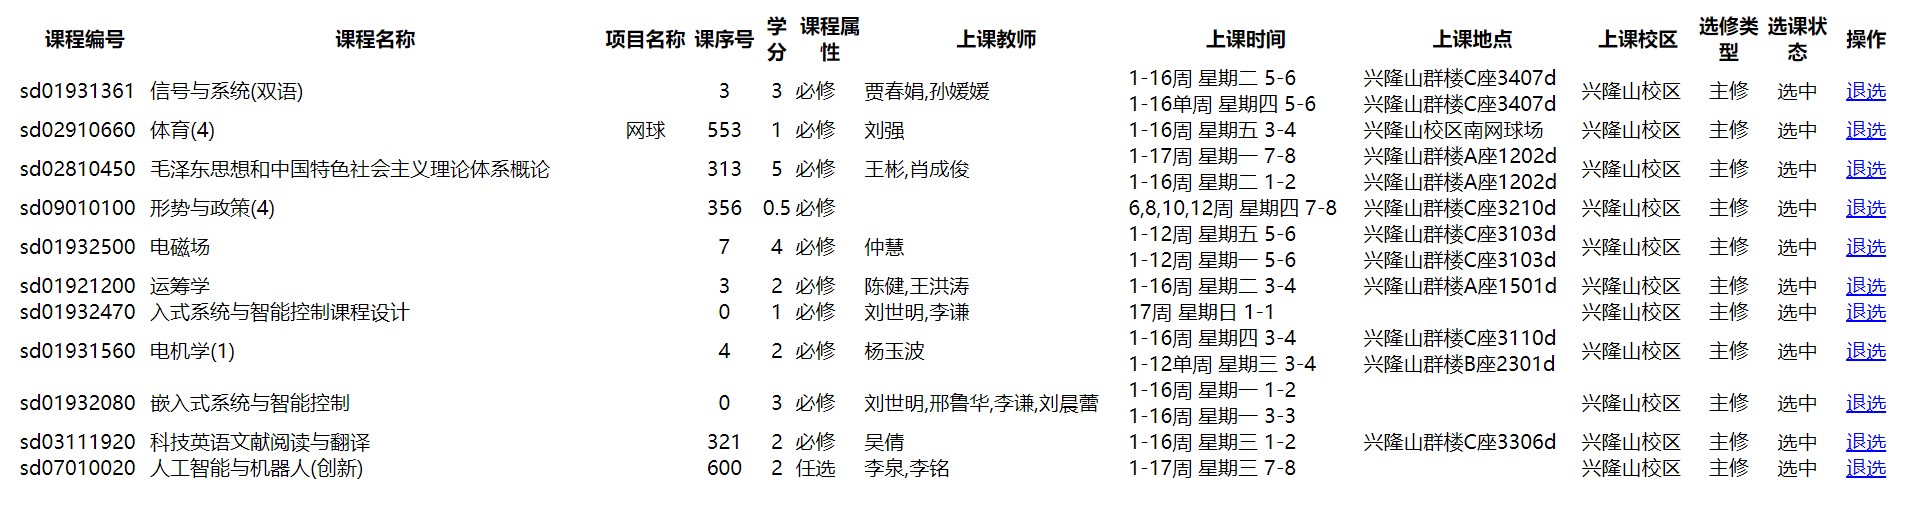 课程编号 课程名称 项目名称 课序号 学分 课程属性 上课教师 上课时间 上课地点 上课校区 选修类型 选课状态 操作
sd01931361 信号与系统(双语) 3 3 必修 贾春娟,孙媛媛 1-16周 星期二 5-6 兴隆山群楼C座3407d 兴隆山校区 主修 选中 退选
1-16单周 星期四 5-6 兴隆山群楼C座3407d
sd02910660 体育(4) 网球 553 1 必修 刘强 1-16周 星期五 3-4 兴隆山校区南网球场 兴隆山校区 主修 选中 退选
sd02810450 毛泽东思想和中国特色社会主义理论体系概论 313 5 必修 王彬,肖成俊 1-17周 星期一 7-8 兴隆山群楼A座1202d 兴隆山校区 主修 选中 退选
1-16周 星期二 1-2 兴隆山群楼A座1202d
sd09010100 形势与政策(4) 356 0.5 必修 6,8,10,12周 星期四 7-8 兴隆山群楼C座3210d 兴隆山校区 主修 选中 退选
sd01932500 电磁场 7 4 必修 仲慧 1-12周 星期五 5-6 兴隆山群楼C座3103d 兴隆山校区 主修 选中 退选
1-12周 星期一 5-6 兴隆山群楼C座3103d
sd01921200 运筹学 3 2 必修 陈健,王洪涛 1-16周 星期二 3-4 兴隆山群楼A座1501d 兴隆山校区 主修 选中 退选
sd01932470 入式系统与智能控制课程设计 0 1 必修 刘世明,李谦 17周 星期日 1-1 兴隆山校区 主修 选中 退选
sd01931560 电机学(1) 4 2 必修 杨玉波 1-16周 星期四 3-4 兴隆山群楼C座3110d 兴隆山校区 主修 选中 退选
1-12单周 星期三 3-4 兴隆山群楼B座2301d
sd01932080 嵌入式系统与智能控制 0 3 必修 刘世明,邢鲁华,李谦,刘晨蕾 1-16周 星期一 1-2 兴隆山校区 主修 选中 退选
1-16周 星期一 3-3
sd03111920 科技英语文献阅读与翻译 321 2 必修 吴倩 1-16周 星期三 1-2 兴隆山群楼C座3306d 兴隆山校区 主修 选中 退选
sd07010020 人工智能与机器人(创新) 600 2 任选 李泉,李铭 1-17周 星期三 7-8 兴隆山校区 主修 选中 退选